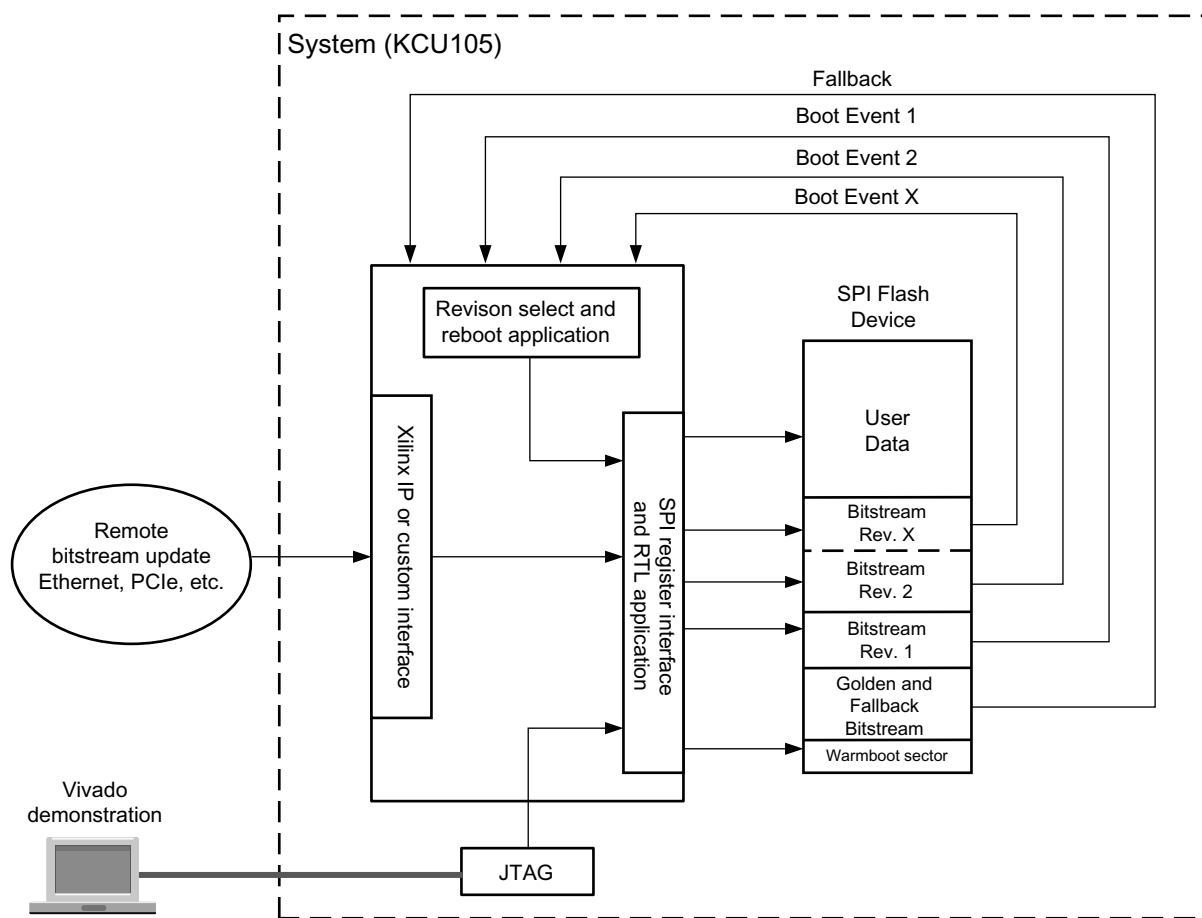 System (KCU105)
Fallback
Boot Event 1
Boot Event 2
Boot Event X
Revison select and
reboot application
SPI Flash
Device
User
Data
Xilinx IP or custom interface
SPI register interface
and RTL application
Bitstream
Rev. X
Bitstream
Rev. 2
Bitstream
Rev. 1
Golden and
Fallback
Bitstream
Warmboot sector
Remote
bitstream update
Ethernet, PCIe, etc.
Vivado
demonstration
JTAG